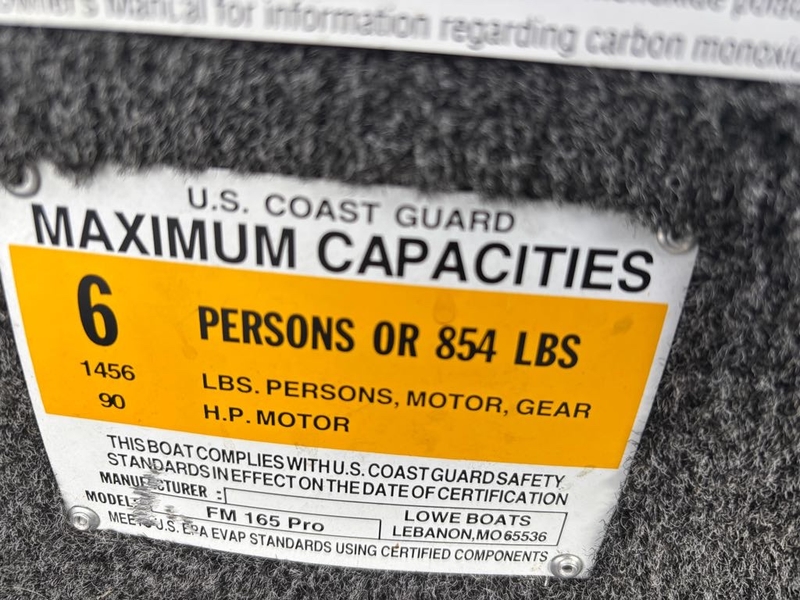 Manual for information regarding carbon
U.S. COAST GUARD
MAXIMUM CAPACITIES
6 PERSONS OR 854 LBS
1456 LBS. PERSONS, MOTOR, GEAR
90 H.P. MOTOR
THIS BOAT COMPLIES WITH U.S. COAST GUARD SAFETY
STANDARDS IN EFFECT ON THE DATE OF CERTIFICATION
MANUFACTURER :
LOWE BOATS
MODEL: FM 165 Pro
LEBANON, MO 65536
MEETS U.S. EPA EVAP STANDARDS USING CERTIFIED COMPONENTS